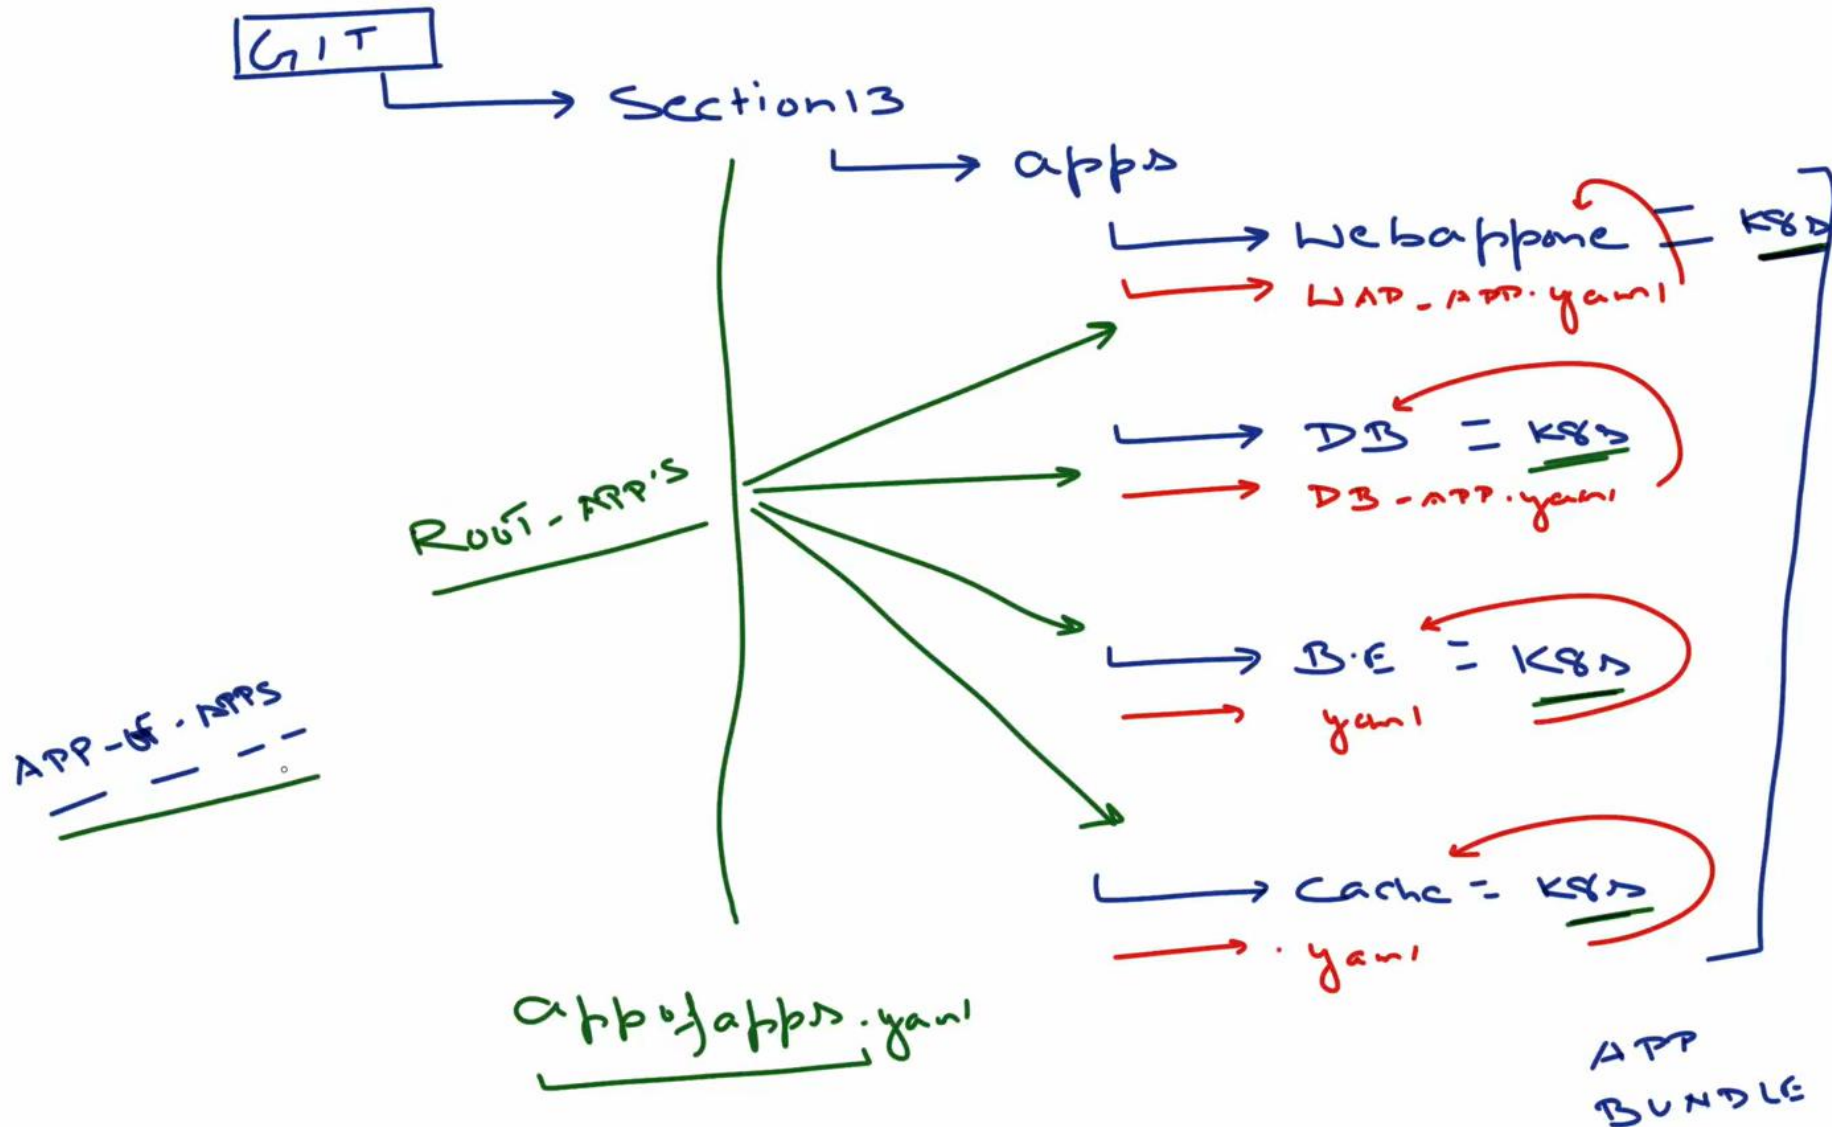 GIT
Section13
apps
Webappone = K8s
WAP-APP.yaml
DB = K8s
DB-APP.yaml
ROOT-APP'S
B.E = K8s
yaml
APP-OF-APPS
Cache = K8s
.yaml
appofapps.yaml
APP
BUNDLE